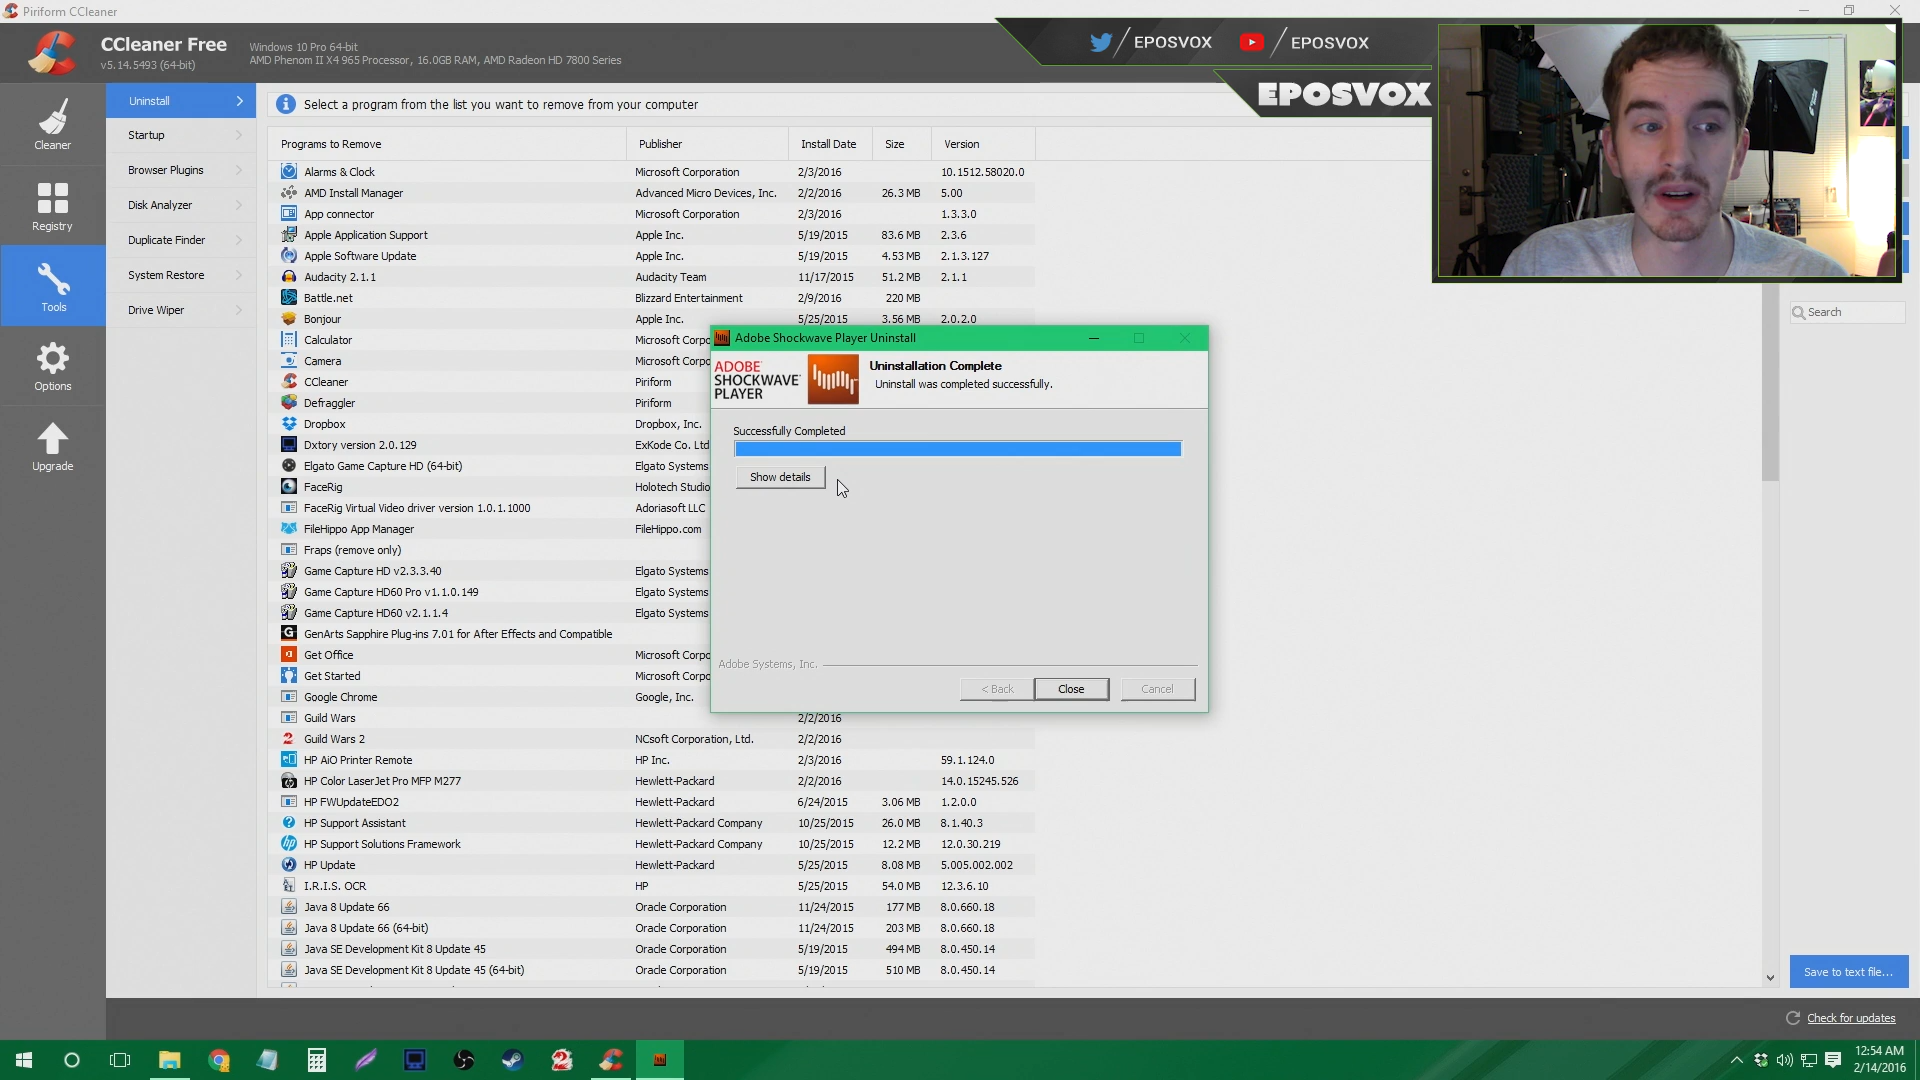 Piriform CCleaner
CCleaner Free
v5.14.5493 (64-bit)
Windows 10 Pro 64-bit
AMD Phenom II X4 965 Processor, 16.0GB RAM, AMD Radeon HD 7800 Series
EPOSVOX
EPOSVOX
EPOSVOX
Cleaner
Registry
Tools
Options
Upgrade
Uninstall
Startup
Browser Plugins
Disk Analyzer
Duplicate Finder
System Restore
Drive Wiper
Select a program from the list you want to remove from your computer
Programs to Remove Publisher Install Date Size Version
Alarms & Clock Microsoft Corporation 2/3/2016 10.1512.58020.0
AMD Install Manager Advanced Micro Devices, Inc. 2/2/2016 26.3 MB 5.00
App connector Microsoft Corporation 2/3/2016 1.3.3.0
Apple Application Support Apple Inc. 5/19/2015 83.6 MB 2.3.6
Apple Software Update Apple Inc. 5/19/2015 4.53 MB 2.1.3.127
Audacity 2.1.1 Audacity Team 11/17/2015 51.2 MB 2.1.1
Battle.net Blizzard Entertainment 2/9/2016 220 MB
Bonjour Apple Inc. 5/25/2015 3.56 MB 2.0.2.0
Calculator Microsoft Corpo
Camera Microsoft Corpo
CCleaner Piriform
Defraggler Piriform
Dropbox Dropbox, Inc.
Dxtory version 2.0.129 ExKode Co. Ltd
Elgato Game Capture HD (64-bit) Elgato Systems
FaceRig Holotech Studio
FaceRig Virtual Video driver version 1.0.1.1000 Adoriasoft LLC
FileHippo App Manager FileHippo.com
Fraps (remove only)
Game Capture HD v2.3.3.40 Elgato Systems
Game Capture HD60 Pro v1.1.0.149 Elgato Systems
Game Capture HD60 v2.1.1.4 Elgato Systems
GenArts Sapphire Plug-ins 7.01 for After Effects and Compatible
Get Office Microsoft Corpo
Get Started Microsoft Corpo
Google Chrome Google, Inc.
Guild Wars 2/2/2016
Guild Wars 2 NCsoft Corporation, Ltd. 2/2/2016
HP AiO Printer Remote HP Inc. 2/3/2016 59.1.124.0
HP Color LaserJet Pro MFP M277 Hewlett-Packard 2/2/2016 14.0.15245.526
HP FWUpdateEDO2 Hewlett-Packard 6/24/2015 3.06 MB 1.2.0.0
HP Support Assistant Hewlett-Packard Company 10/25/2015 26.0 MB 8.1.40.3
HP Support Solutions Framework Hewlett-Packard Company 10/25/2015 12.2 MB 12.0.30.219
HP Update Hewlett-Packard 5/25/2015 8.08 MB 5.005.002.002
I.R.I.S. OCR HP 5/25/2015 54.0 MB 12.3.6.10
Java 8 Update 66 Oracle Corporation 11/24/2015 177 MB 8.0.660.18
Java 8 Update 66 (64-bit) Oracle Corporation 11/24/2015 203 MB 8.0.660.18
Java SE Development Kit 8 Update 45 Oracle Corporation 5/19/2015 494 MB 8.0.450.14
Java SE Development Kit 8 Update 45 (64-bit) Oracle Corporation 5/19/2015 510 MB 8.0.450.14
Adobe Shockwave Player Uninstall
ADOBE
SHOCKWAVE
PLAYER
Uninstallation Complete
Uninstall was completed successfully.
Successfully Completed
Show details
Adobe Systems, Inc.
< Back Close Cancel
Search
Save to text file...
Check for updates
12:54 AM
2/14/2016